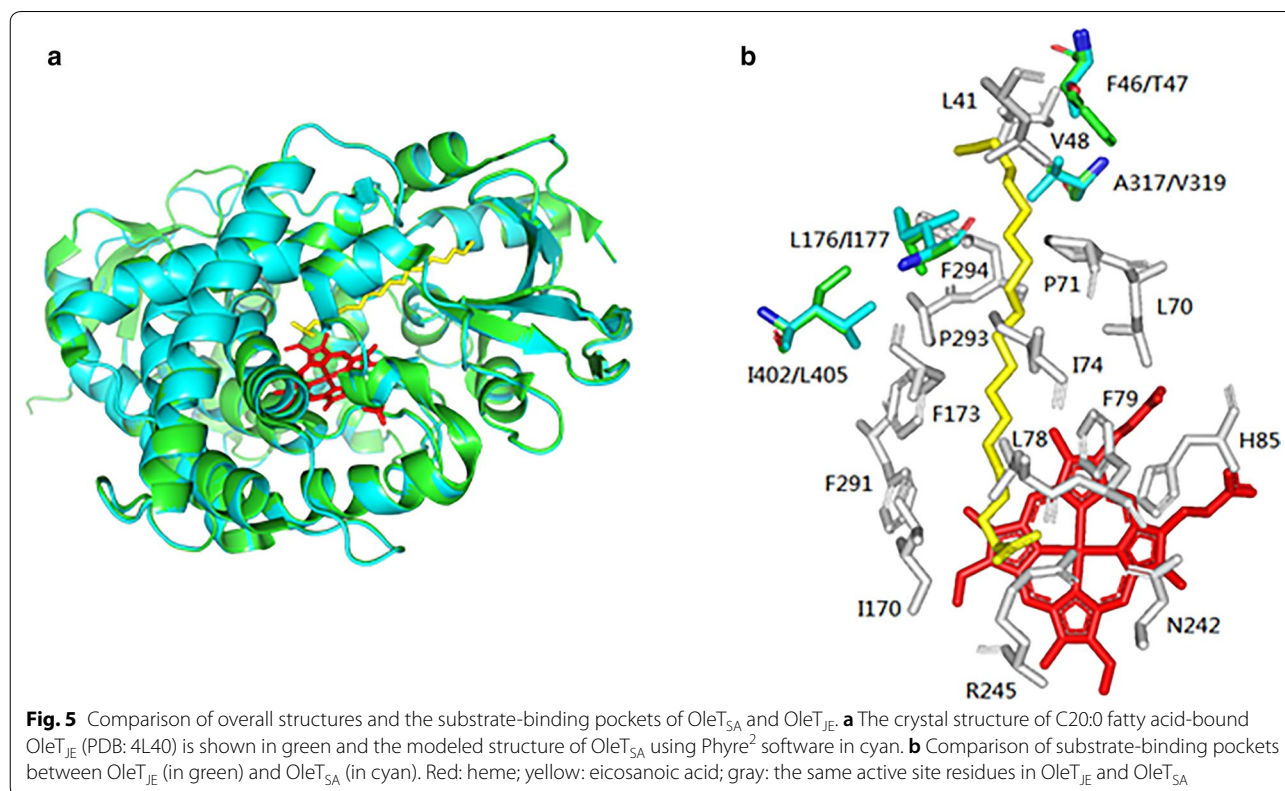 a
b
L41
F46/T47
V48
A317/V319
L176/I177
F294
P71
L70
P293
I402/L405
I74
F173
F79
L78
H85
F291
I170
N242
R245
Fig. 5 Comparison of overall structures and the substrate-binding pockets of OleT_SA and OleT_JE. a The crystal structure of C20:0 fatty acid-bound
OleT_JE (PDB: 4L40) is shown in green and the modeled structure of OleT_SA using Phyre² software in cyan. b Comparison of substrate-binding pockets
between OleT_JE (in green) and OleT_SA (in cyan). Red: heme; yellow: eicosanoic acid; gray: the same active site residues in OleT_JE and OleT_SA